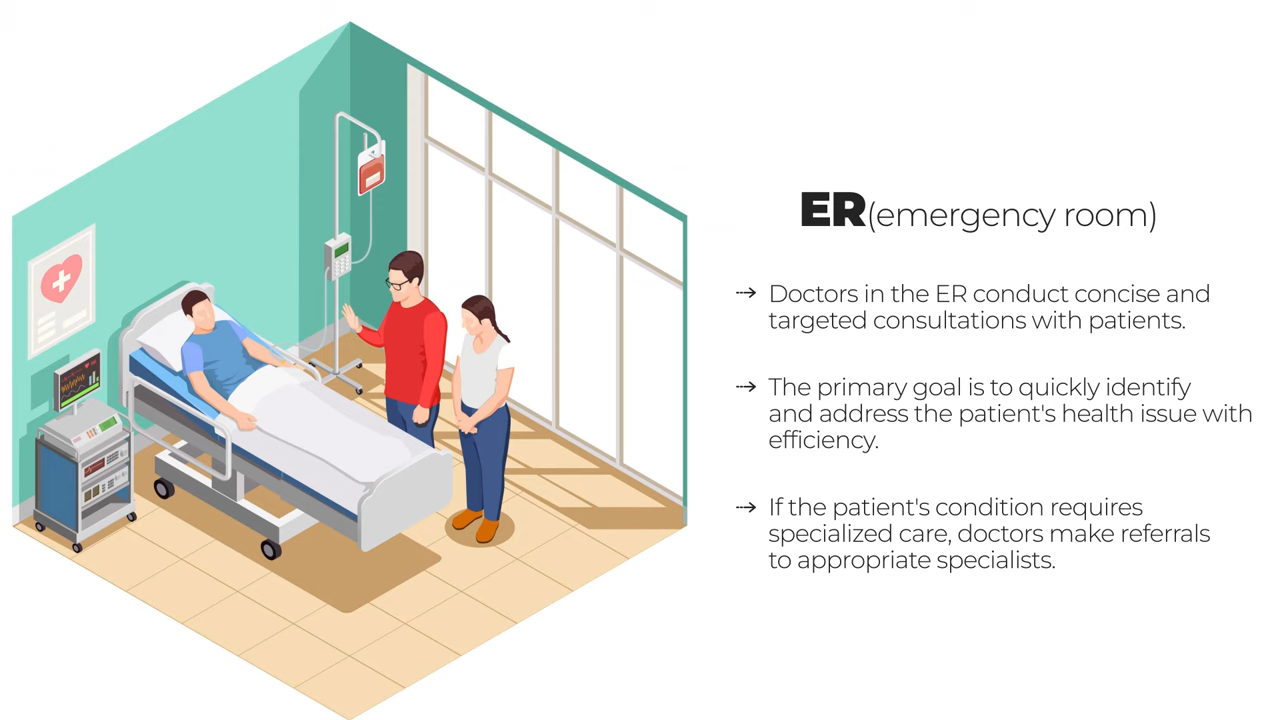 ER(emergency room)
Doctors in the ER conduct concise and
targeted consultations with patients.
The primary goal is to quickly identify
and address the patient's health issue with
efficiency.
If the patient's condition requires
specialized care, doctors make referrals
to appropriate specialists.